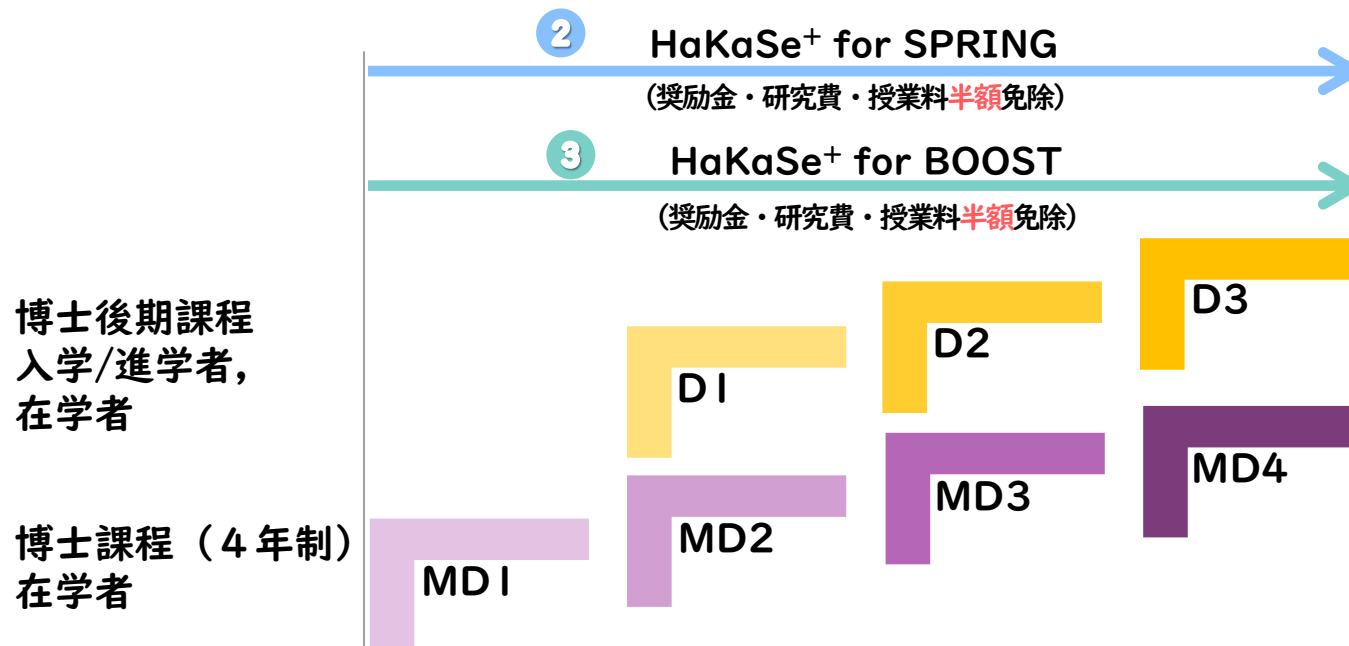 2 HaKaSe⁺ for SPRING
（奨励金・研究費・授業料半額免除）
3 HaKaSe⁺ for BOOST
（奨励金・研究費・授業料半額免除）
博士後期課程
入学/進学者，
在学者
D1
D2
D3
博士課程（４年制）
在学者
MD1
MD2
MD3
MD4